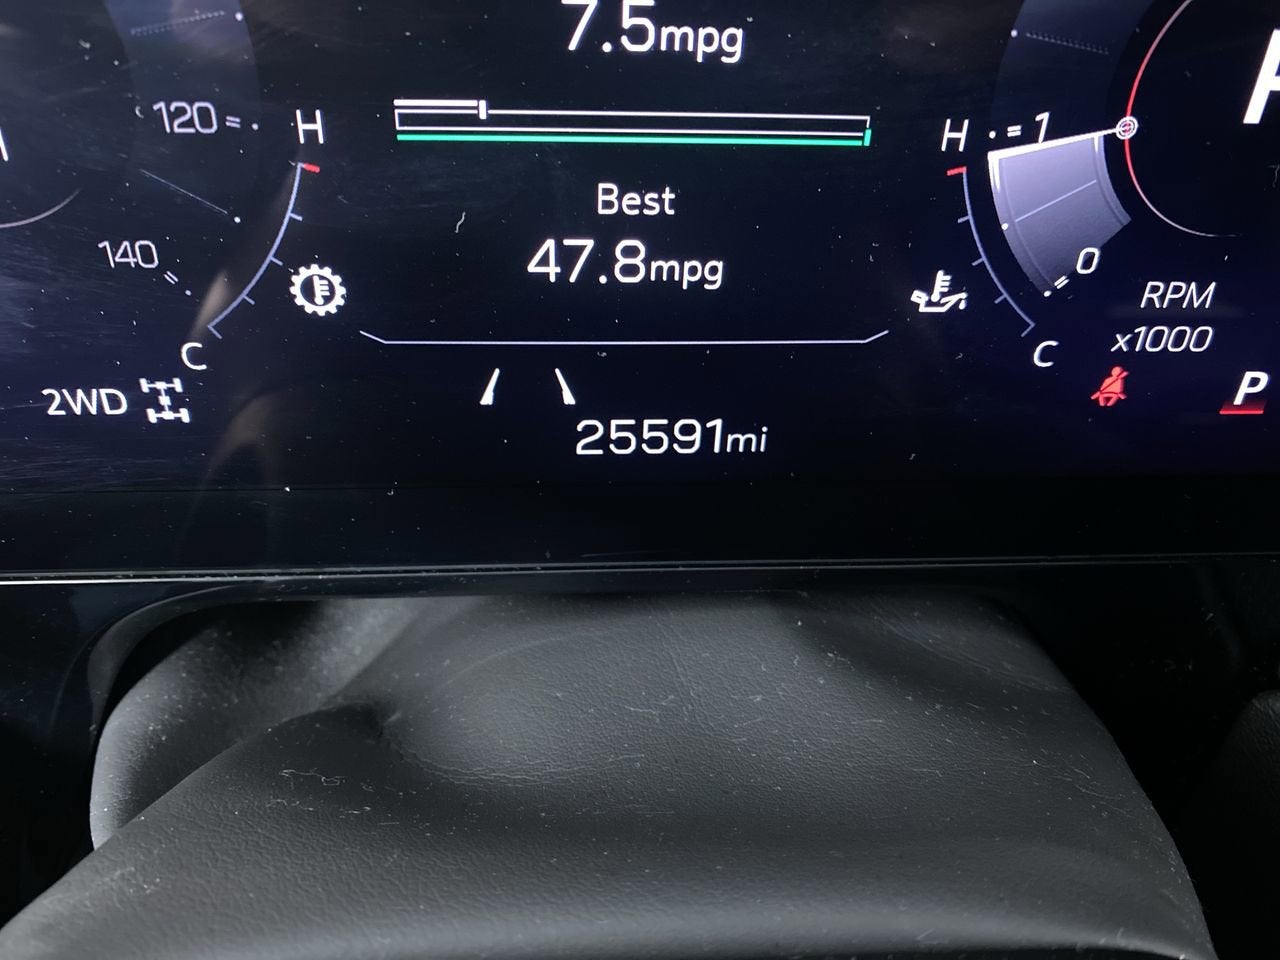 7.5mpg
120
H
H
1
Best
140
47.8mpg
0
RPM
x1000
C
C
2WD
P
25591mi